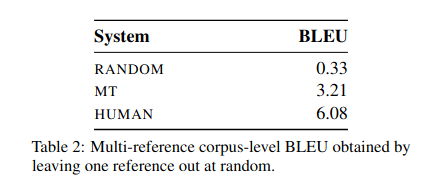 System BLEU
RANDOM 0.33
MT 3.21
HUMAN 6.08
Table 2: Multi-reference corpus-level BLEU obtained by
leaving one reference out at random.